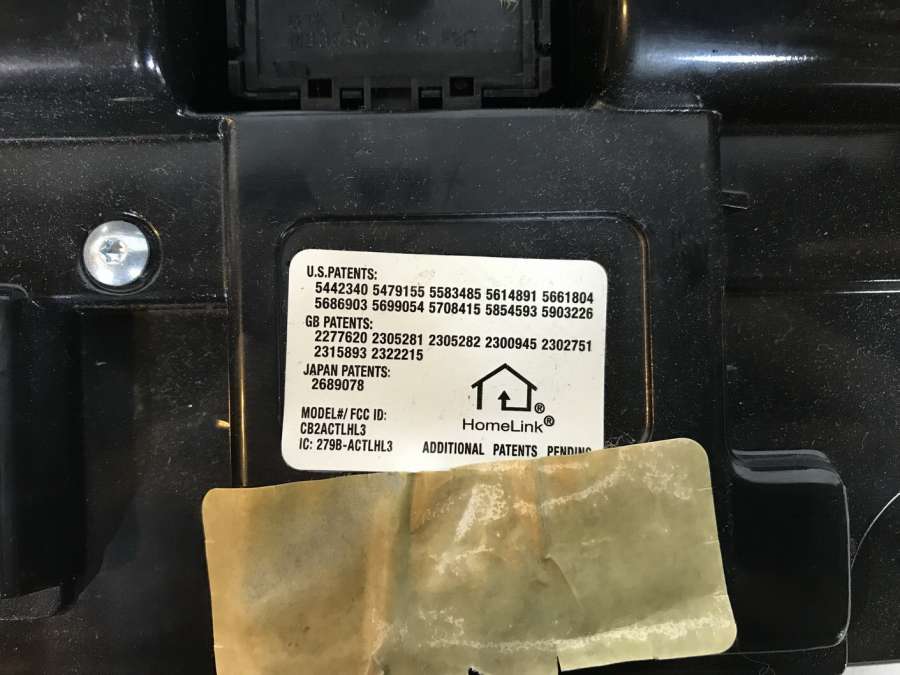 U.S.PATENTS:
5442340 5479155 5583485 5614891 5661804
5686903 5699054 5708415 5854593 5903226
GB PATENTS:
2277620 2305281 2305282 2300945 2302751
2315893 2322215
JAPAN PATENTS:
2689078
MODEL#/ FCC ID:
CB2ACTLHL3
IC: 279B-ACTLHL3
®
HomeLink®
ADDITIONAL PATENTS PENDING